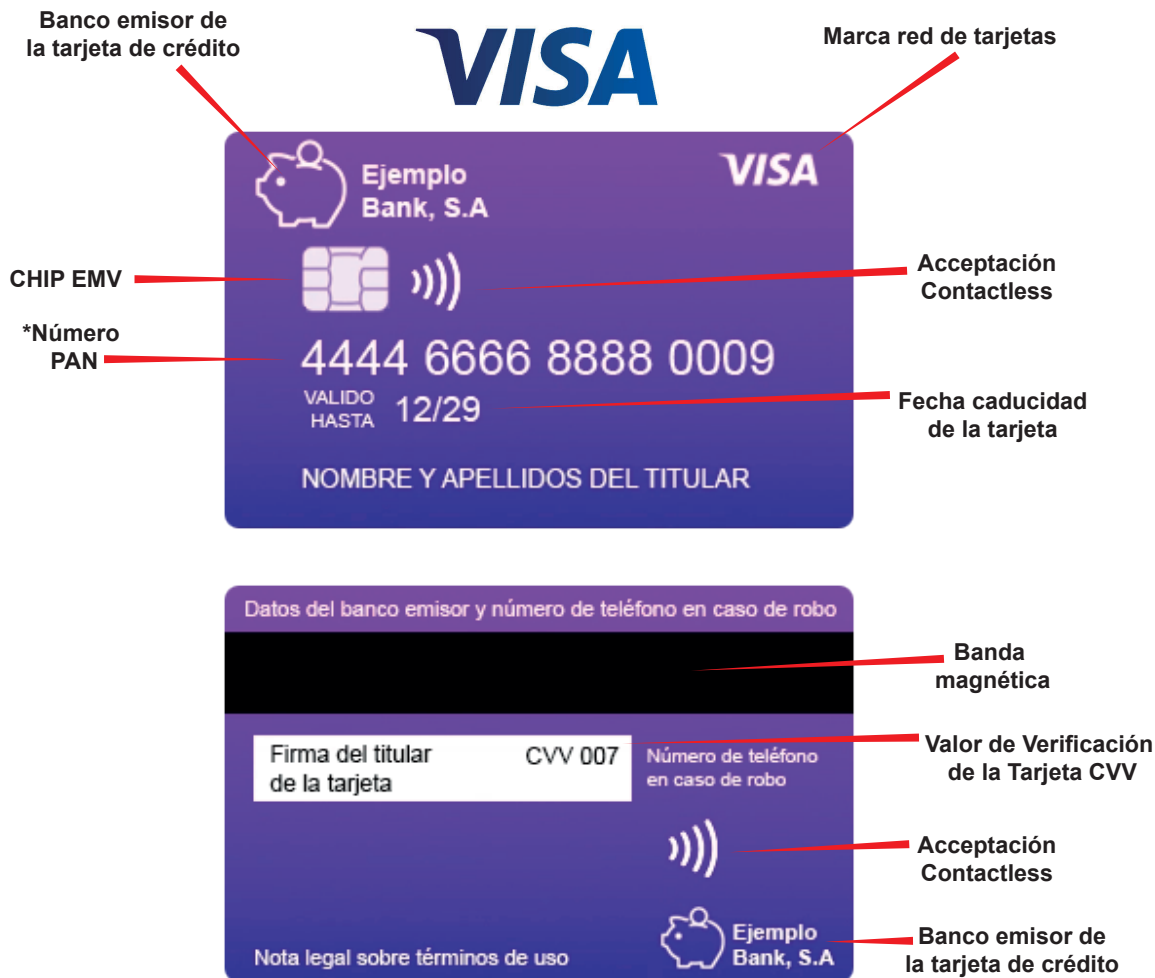 Banco emisor de
la tarjeta de crédito
VISA
Marca red de tarjetas
Ejemplo
Bank, S.A
VISA
CHIP EMV
Acceptación
Contactless
*Número
PAN
4444 6666 8888 0009
VALIDO
HASTA
12/29
Fecha caducidad
de la tarjeta
NOMBRE Y APELLIDOS DEL TITULAR
Datos del banco emisor y número de teléfono en caso de robo
Banda
magnética
Firma del titular
de la tarjeta
CVV 007
Número de teléfono
en caso de robo
Valor de Verificación
de la Tarjeta CVV
Acceptación
Contactless
Nota legal sobre términos de uso
Ejemplo
Bank, S.A
Banco emisor de
la tarjeta de crédito